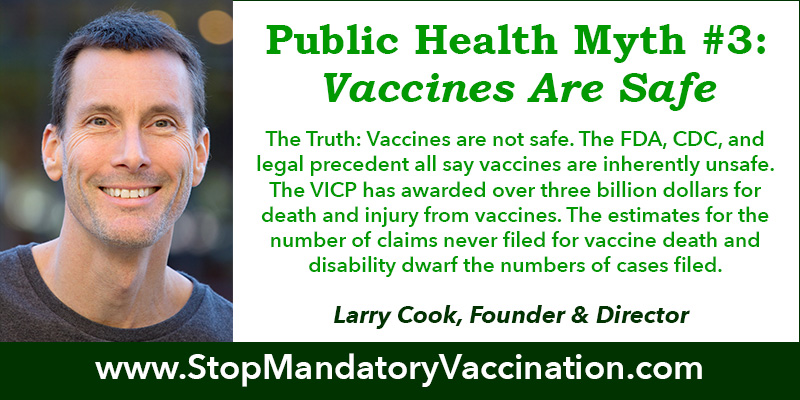 Public Health Myth #3:
Vaccines Are Safe
The Truth: Vaccines are not safe. The FDA, CDC, and
legal precedent all say vaccines are inherently unsafe.
The VICP has awarded over three billion dollars for
death and injury from vaccines. The estimates for the
number of claims never filed for vaccine death and
disability dwarf the numbers of cases filed.
Larry Cook, Founder & Director
www.StopMandatoryVaccination.com